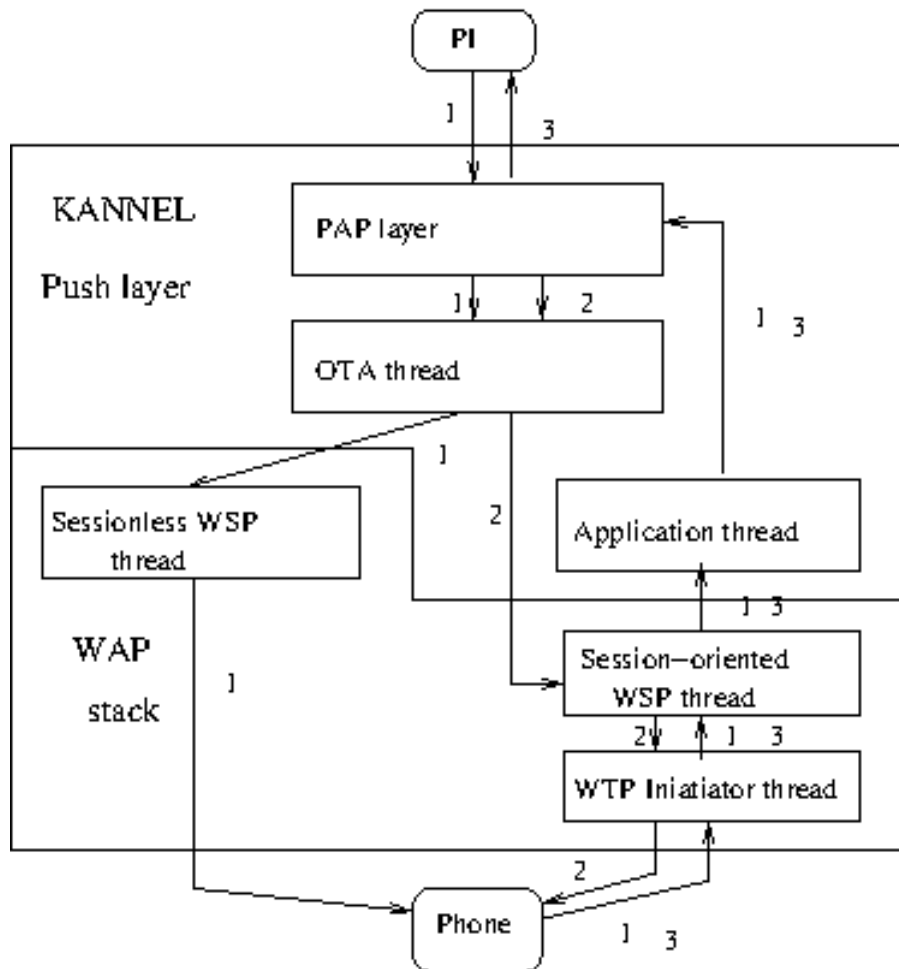 PI
1
3
KANNEL
Push layer
PAP layer
1
2
1
3
OTA thread
1
2
Sessionless WSP
thread
Application thread
1
3
WAP
stack
1
Session-oriented
WSP thread
2
1
3
WTP Iniatiator thread
2
Phone
1
3